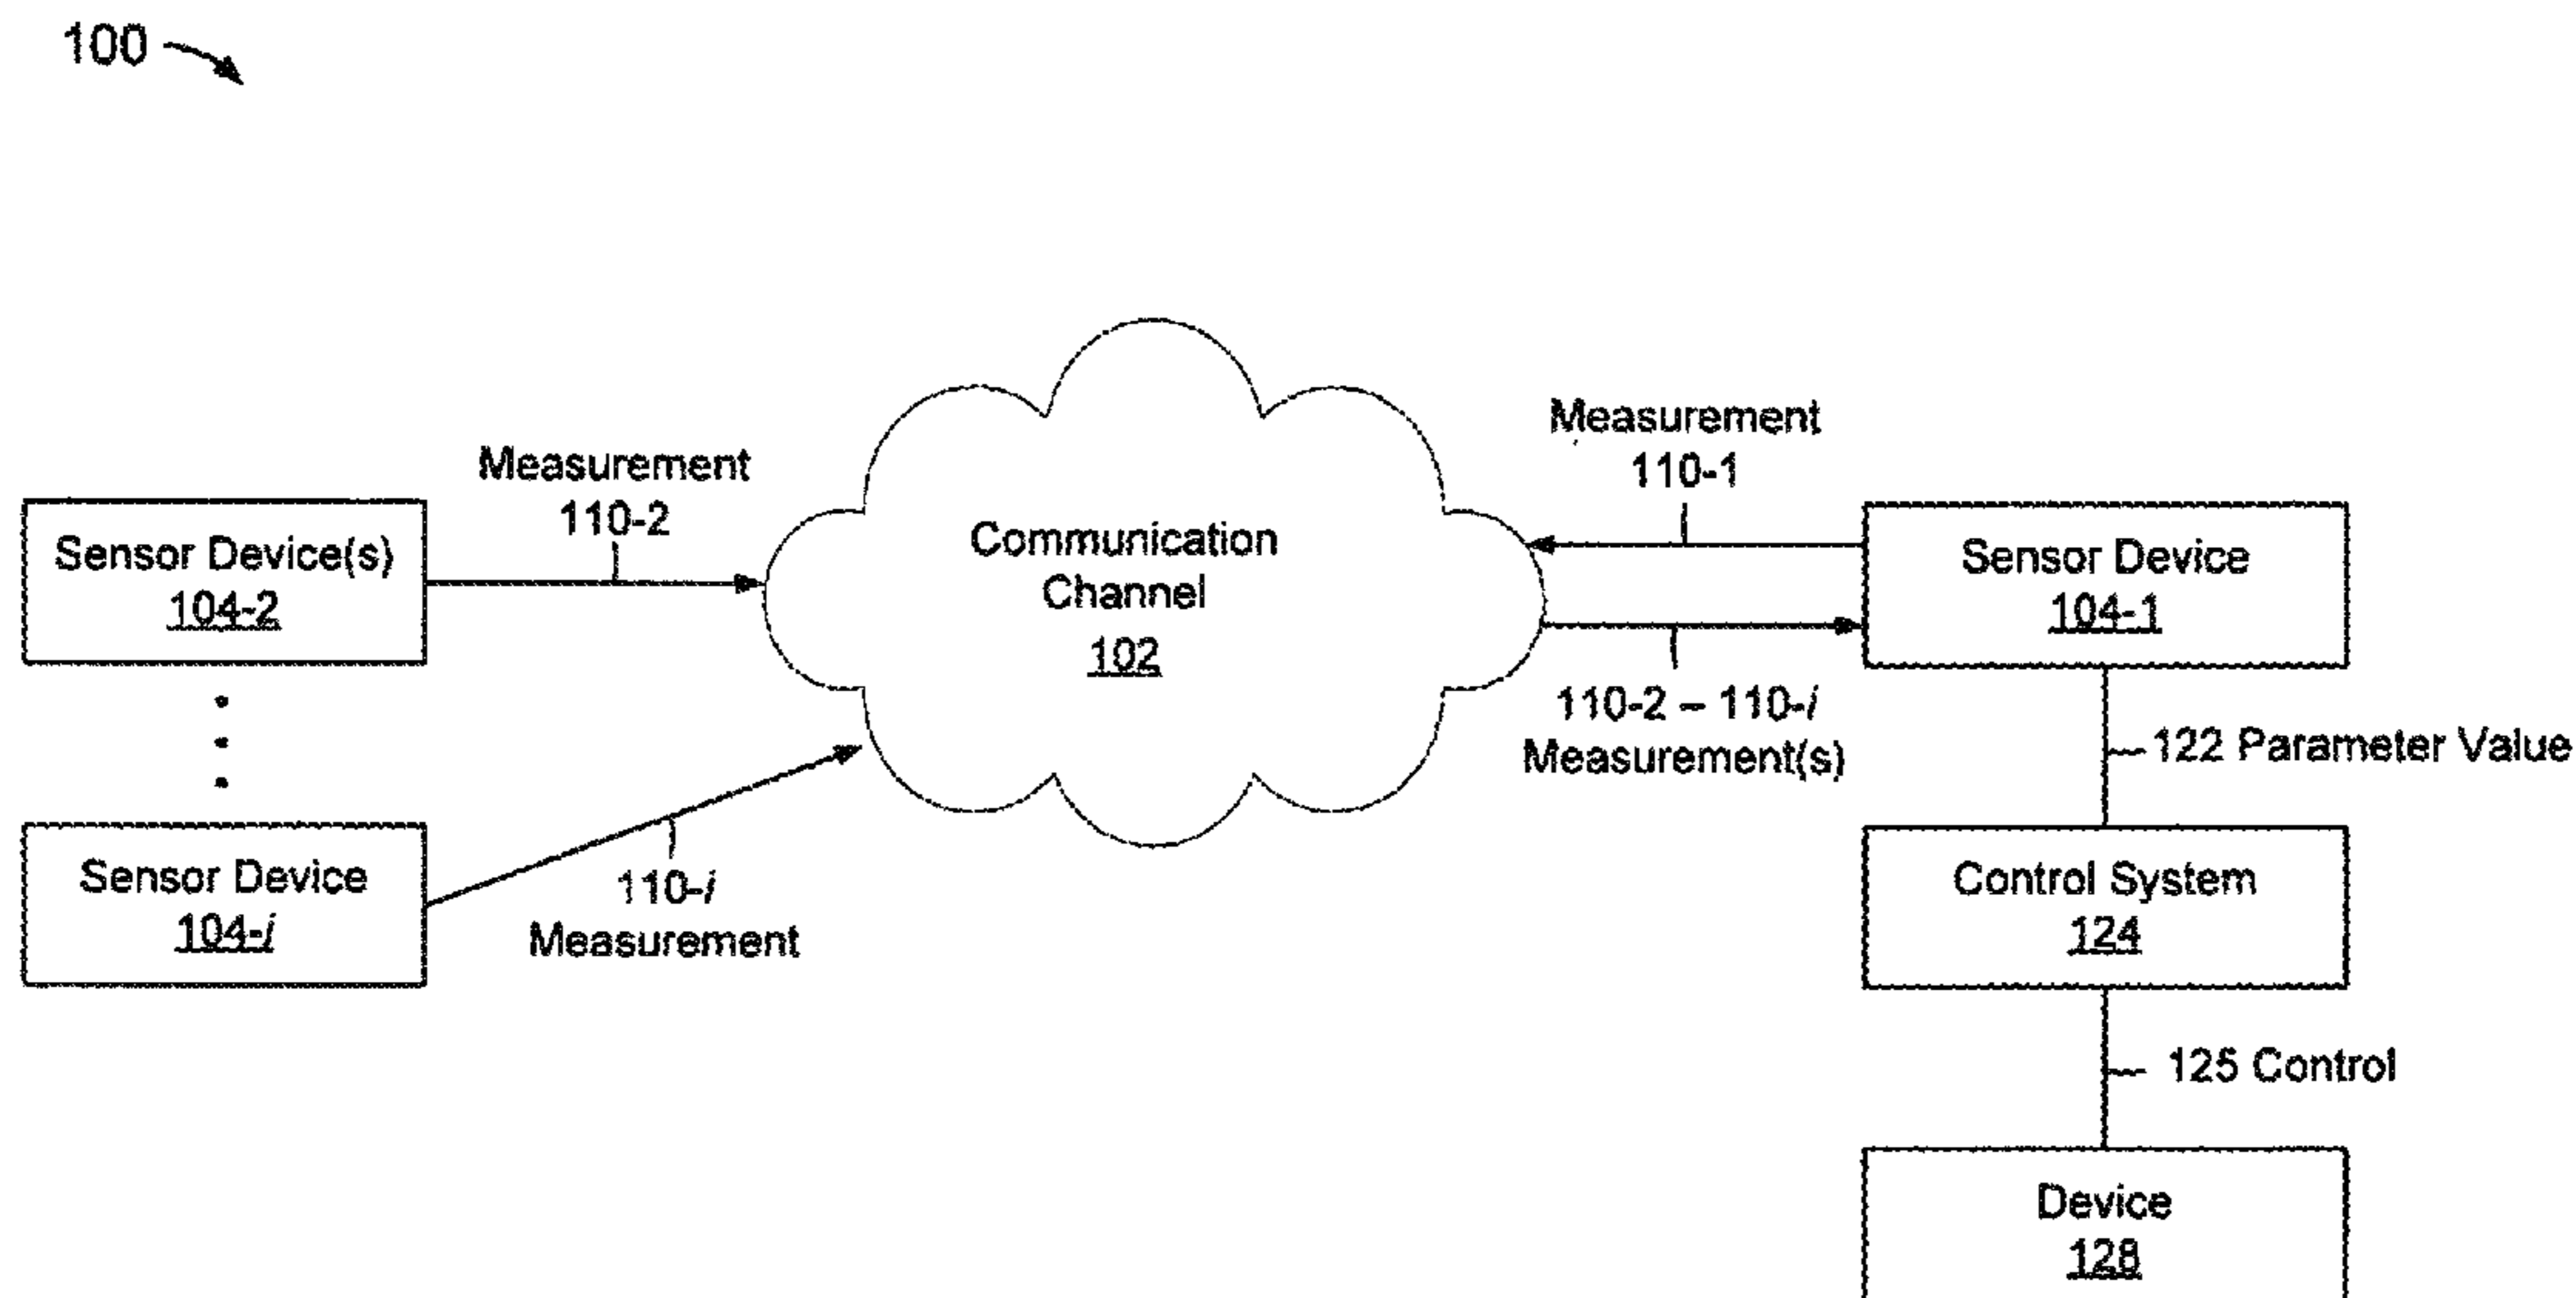 100
Measurement
110-2
Sensor Device(s)
104-2
Sensor Device
104-i
110-i
Measurement
Communication
Channel
102
Measurement
110-1
110-2 – 110-i
Measurement(s)
Sensor Device
104-1
122 Parameter Value
Control System
124
125 Control
Device
128